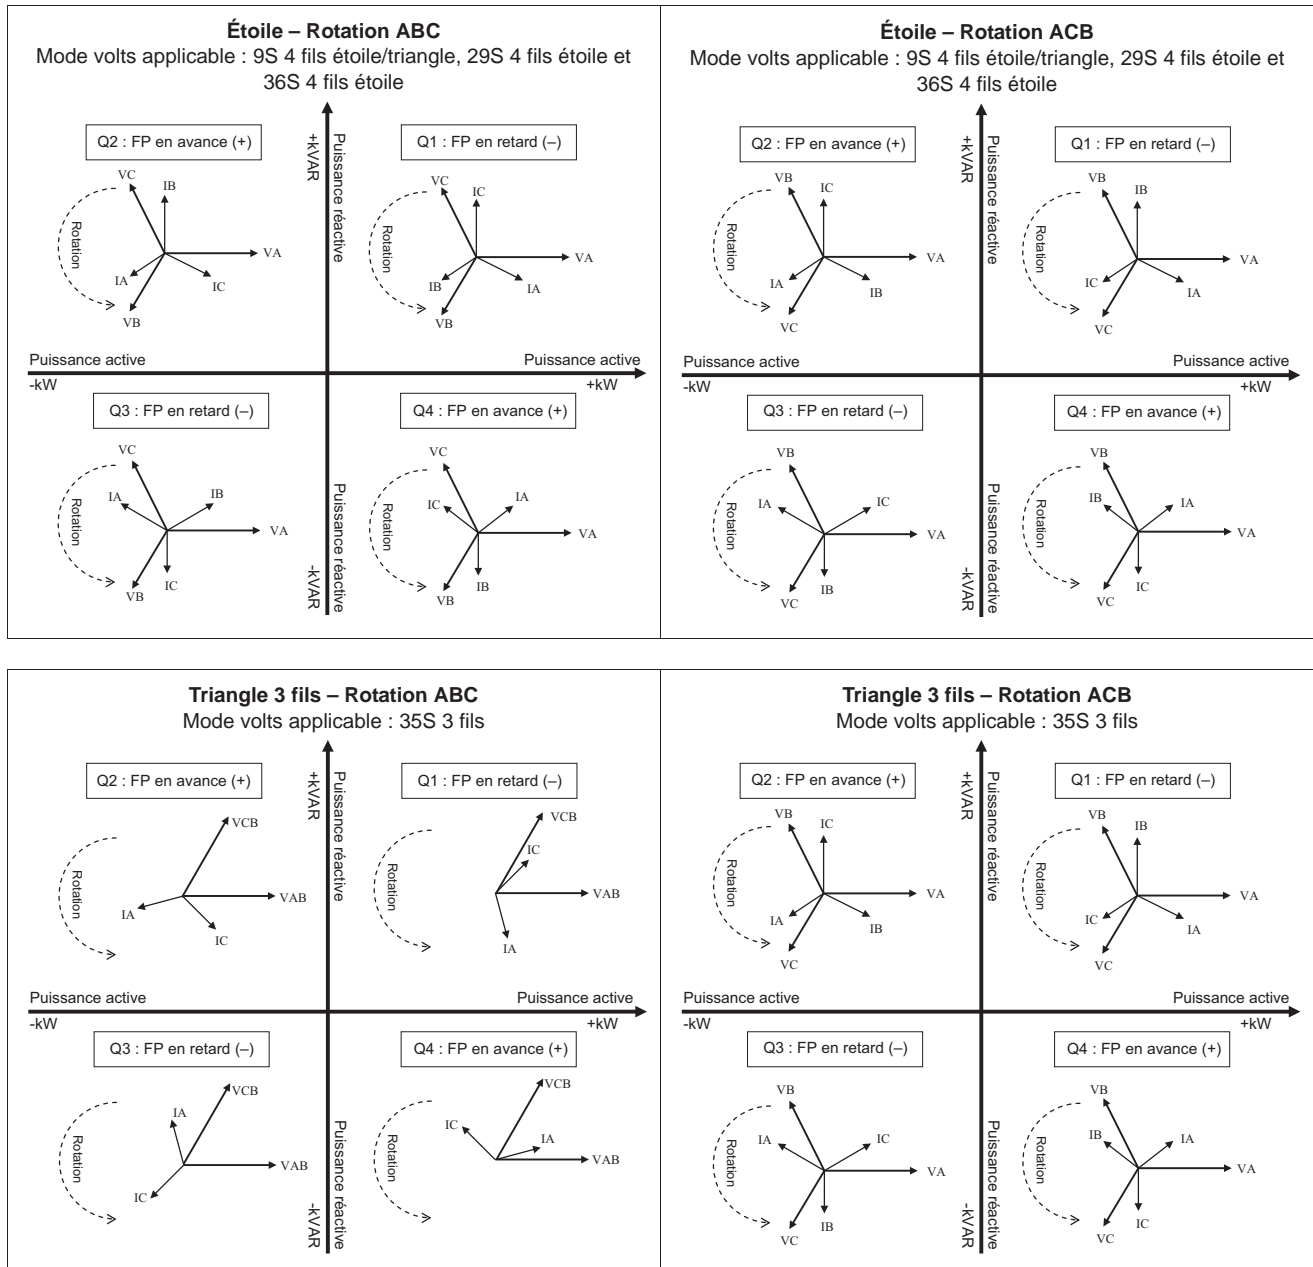 Étoile – Rotation ABC
Mode volts applicable : 9S 4 fils étoile/triangle, 29S 4 fils étoile et
36S 4 fils étoile
Q2 : FP en avance (+)
Q1 : FP en retard (–)
+kVAR
Puissance réactive
VC
IB
VA
IA
IC
VB
Rotation
VC
IC
VA
IB
IA
VB
Rotation
Puissance active
Puissance active
-kW
+kW
Q3 : FP en retard (–)
Q4 : FP en avance (+)
VC
IA
IB
VA
IC
VB
Rotation
VC
IC
IA
VA
IB
VB
Rotation
-kVAR
Puissance réactive
Étoile – Rotation ACB
Mode volts applicable : 9S 4 fils étoile/triangle, 29S 4 fils étoile et
36S 4 fils étoile
Q2 : FP en avance (+)
Q1 : FP en retard (–)
+kVAR
Puissance réactive
VB
IC
VA
IA
IB
VC
Rotation
VB
IB
VA
IC
IA
VC
Rotation
Puissance active
Puissance active
-kW
+kW
Q3 : FP en retard (–)
Q4 : FP en avance (+)
VB
IA
IC
VA
IB
VC
Rotation
VB
IB
IA
VA
IC
VC
Rotation
-kVAR
Puissance réactive
Triangle 3 fils – Rotation ABC
Mode volts applicable : 35S 3 fils
Q2 : FP en avance (+)
Q1 : FP en retard (–)
+kVAR
Puissance réactive
VCB
VAB
IA
IC
Rotation
VCB
IC
VAB
IA
Rotation
Puissance active
Puissance active
-kW
+kW
Q3 : FP en retard (–)
Q4 : FP en avance (+)
VCB
IA
VAB
IC
Rotation
VCB
IC
IA
VAB
Rotation
-kVAR
Puissance réactive
Triangle 3 fils – Rotation ACB
Mode volts applicable : 35S 3 fils
Q2 : FP en avance (+)
Q1 : FP en retard (–)
+kVAR
Puissance réactive
VB
IC
VA
IA
IB
VC
Rotation
VB
IB
VA
IC
IA
VC
Rotation
Puissance active
Puissance active
-kW
+kW
Q3 : FP en retard (–)
Q4 : FP en avance (+)
VB
IA
IC
VA
IB
VC
Rotation
VB
IB
IA
VA
IC
VC
Rotation
-kVAR
Puissance réactive